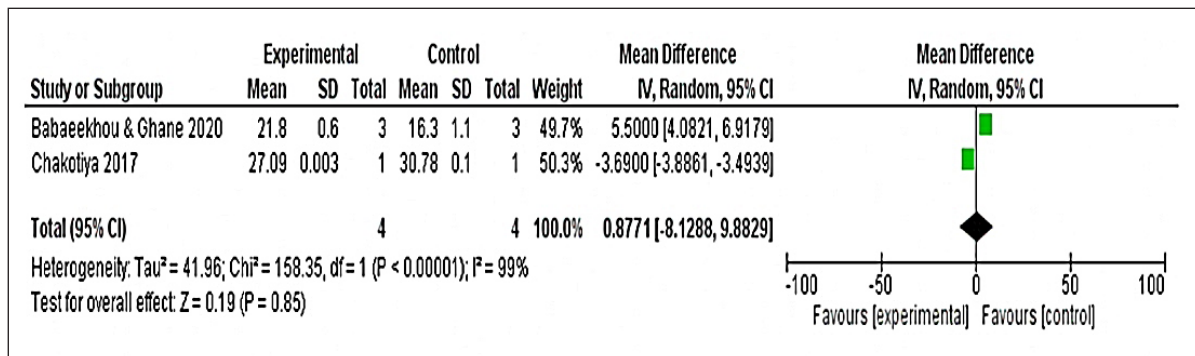 Experimental Control Mean Difference Mean Difference
Study or Subgroup Mean SD Total Mean SD Total Weight IV, Random, 95% CI IV, Random, 95% CI
Babaeekhou & Ghane 2020 21.8 0.6 3 16.3 1.1 3 49.7% 5.5000 [4.0821, 6.9179]
Chakotiya 2017 27.09 0.003 1 30.78 0.1 1 50.3% -3.6900 [-3.8861, -3.4939]
Total (95% CI) 4 4 100.0% 0.8771 [-8.1288, 9.8829]
Heterogeneity: Tau² = 41.96; Chi² = 158.35, df = 1 (P < 0.00001); I² = 99%
Test for overall effect: Z = 0.19 (P = 0.85)
-100 -50 0 50 100
Favours [experimental] Favours [control]